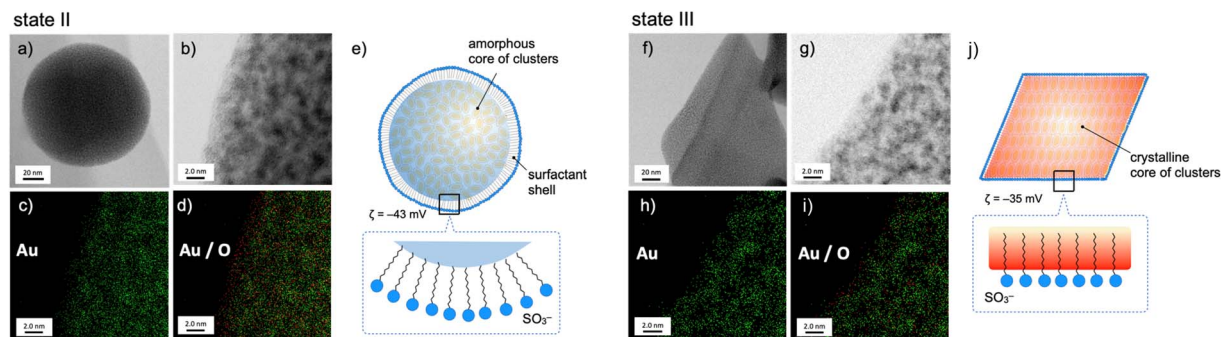 state II
a)
20 nm
b)
2.0 nm
c)
Au
2.0 nm
d)
Au / O
2.0 nm
e)
amorphous
core of clusters
surfactant
shell
ζ = –43 mV
SO₃⁻
state III
f)
20 nm
g)
2.0 nm
h)
Au
2.0 nm
i)
Au / O
2.0 nm
j)
crystalline
core of clusters
ζ = –35 mV
SO₃⁻